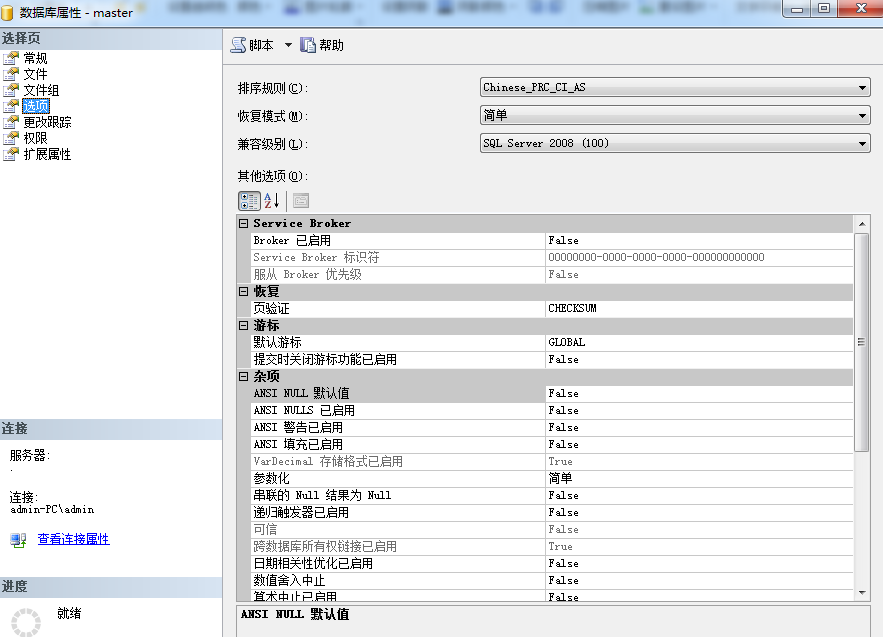 数据库属性 - master
选择页
常规
文件
文件组
选项
更改跟踪
权限
扩展属性
连接
服务器:
.
连接:
admin-PC\admin
查看连接属性
进度
就绪
脚本 帮助
排序规则(C): Chinese_PRC_CI_AS
恢复模式(M): 简单
兼容级别(L): SQL Server 2008 (100)
其他选项(O):
Service Broker
Broker 已启用 False
Service Broker 标识符 00000000-0000-0000-0000-000000000000
服从 Broker 优先级 False
恢复
页验证 CHECKSUM
游标
默认游标 GLOBAL
提交时关闭游标功能已启用 False
杂项
ANSI NULL 默认值 False
ANSI NULLS 已启用 False
ANSI 警告已启用 False
ANSI 填充已启用 False
VarDecimal 存储格式已启用 True
参数化 简单
串联的 Null 结果为 Null False
递归触发器已启用 False
可信 False
跨数据库所有权链接已启用 True
日期相关性优化已启用 False
数值舍入中止 False
算术中止已启用 False
ANSI NULL 默认值